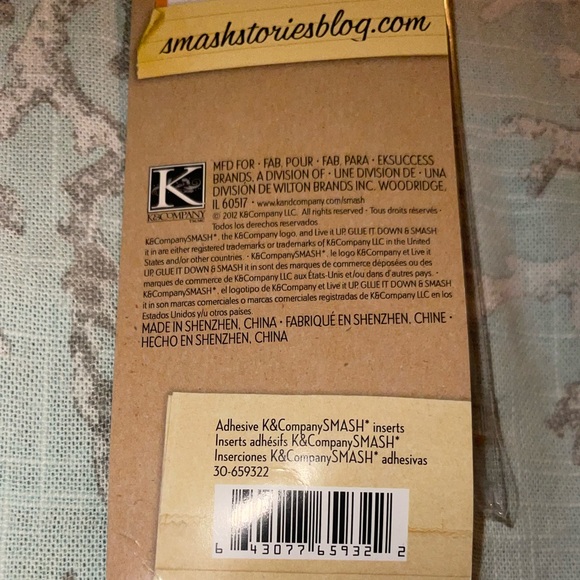 smashstoriesblog.com
K
K&COMPANY
MFD FOR • FAB. POUR • FAB. PARA • EKSUCCESS
BRANDS, A DIVISION OF • UNE DIVISION DE • UNA
DIVISIÓN DE WILTON BRANDS INC. WOODRIDGE,
IL 60517 • www.kandcompany.com/smash
© 2012 K&Company LLC. All rights reserved • Tous droits réservés •
Todos los derechos reservados
K&CompanySMASH*, the K&Company logo, and Live it UP, GLUE IT DOWN & SMASH
it in are either registered trademarks or trademarks of K&Company LLC in the United
States and/or other countries. • K&CompanySMASH*, le logo K&Company et Live it
UP, GLUE IT DOWN & SMASH it in sont des marques de commerce déposées ou des
marques de commerce de K&Company LLC aux États-Unis et/ou dans d'autres pays. •
K&CompanySMASH*, el logotipo de K&Company et Live it UP, GLUE IT DOWN & SMASH
it in son marcas comerciales o marcas comerciales registradas de K&Company LLC en los
Estados Unidos y/u otros países.
MADE IN SHENZHEN, CHINA • FABRIQUÉ EN SHENZHEN, CHINE •
HECHO EN SHENZHEN, CHINA
Adhesive K&CompanySMASH* inserts
Inserts adhésifs K&CompanySMASH*
Inserciones K&CompanySMASH* adhesivas
30-659322
6 43077 65932 2